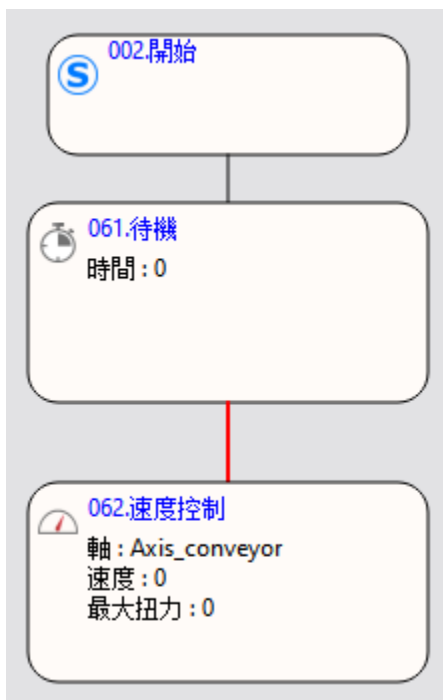 S
002.開始
061.待機
時間 : 0
062.速度控制
軸 : Axis_conveyor
速度 : 0
最大扭力 : 0